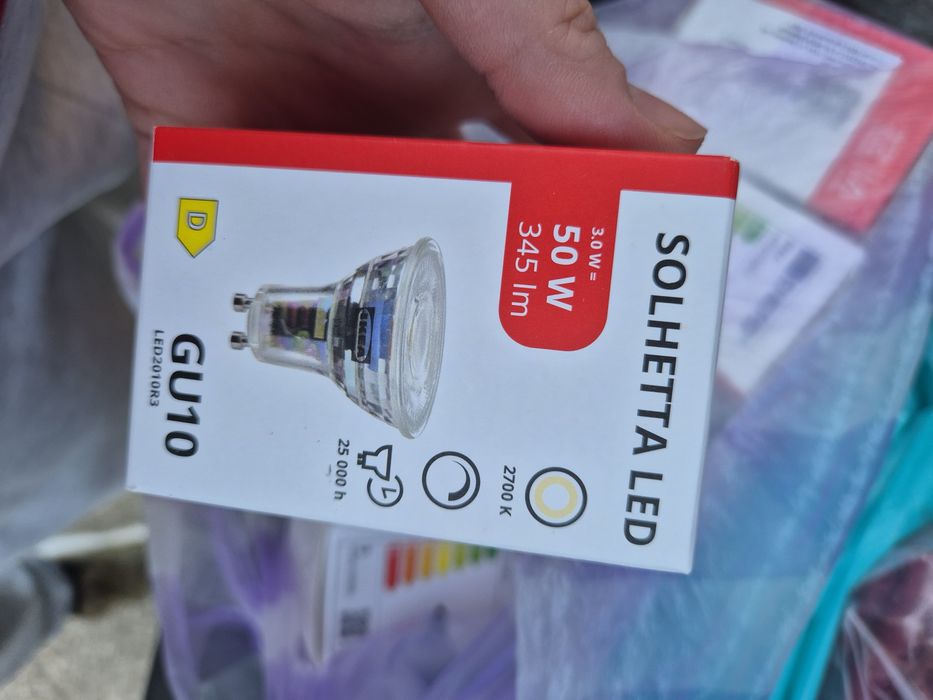 SOLHETTA LED
3.0 W =
50 W
345 lm
2700 K
25 000 h
D
GU10
LED2010R3